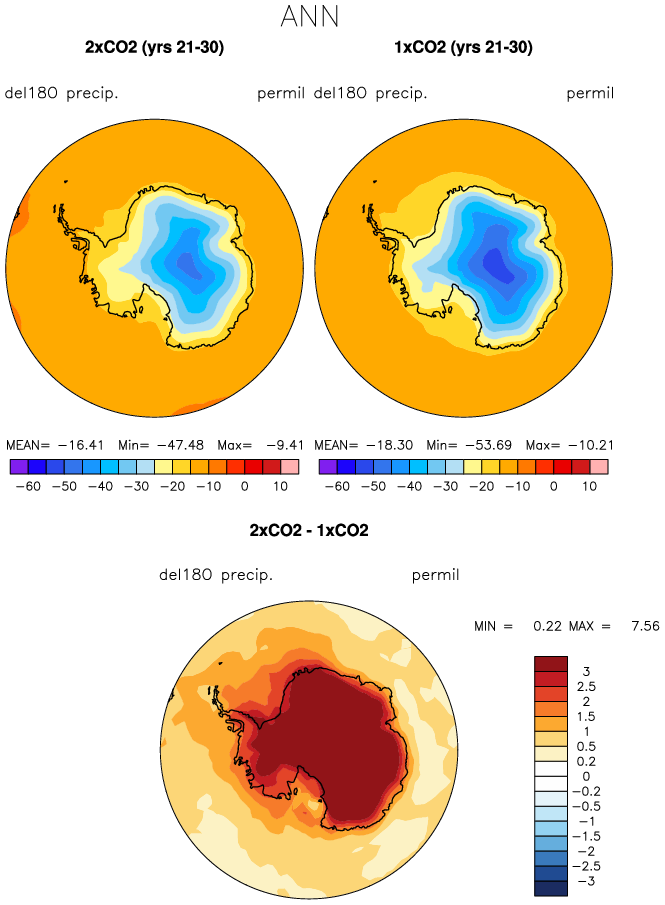 ANN
2xCO2 (yrs 21-30) 1xCO2 (yrs 21-30)
del18O precip. permil del18O precip. permil
MEAN= -16.41 Min= -47.48 Max= -9.41 MEAN= -18.30 Min= -53.69 Max= -10.21
-60 -50 -40 -30 -20 -10 0 10 -60 -50 -40 -30 -20 -10 0 10
2xCO2 - 1xCO2
del18O precip. permil
MIN = 0.22 MAX = 7.56
3
2.5
2
1.5
1
0.5
0.2
0
-0.2
-0.5
-1
-1.5
-2
-2.5
-3